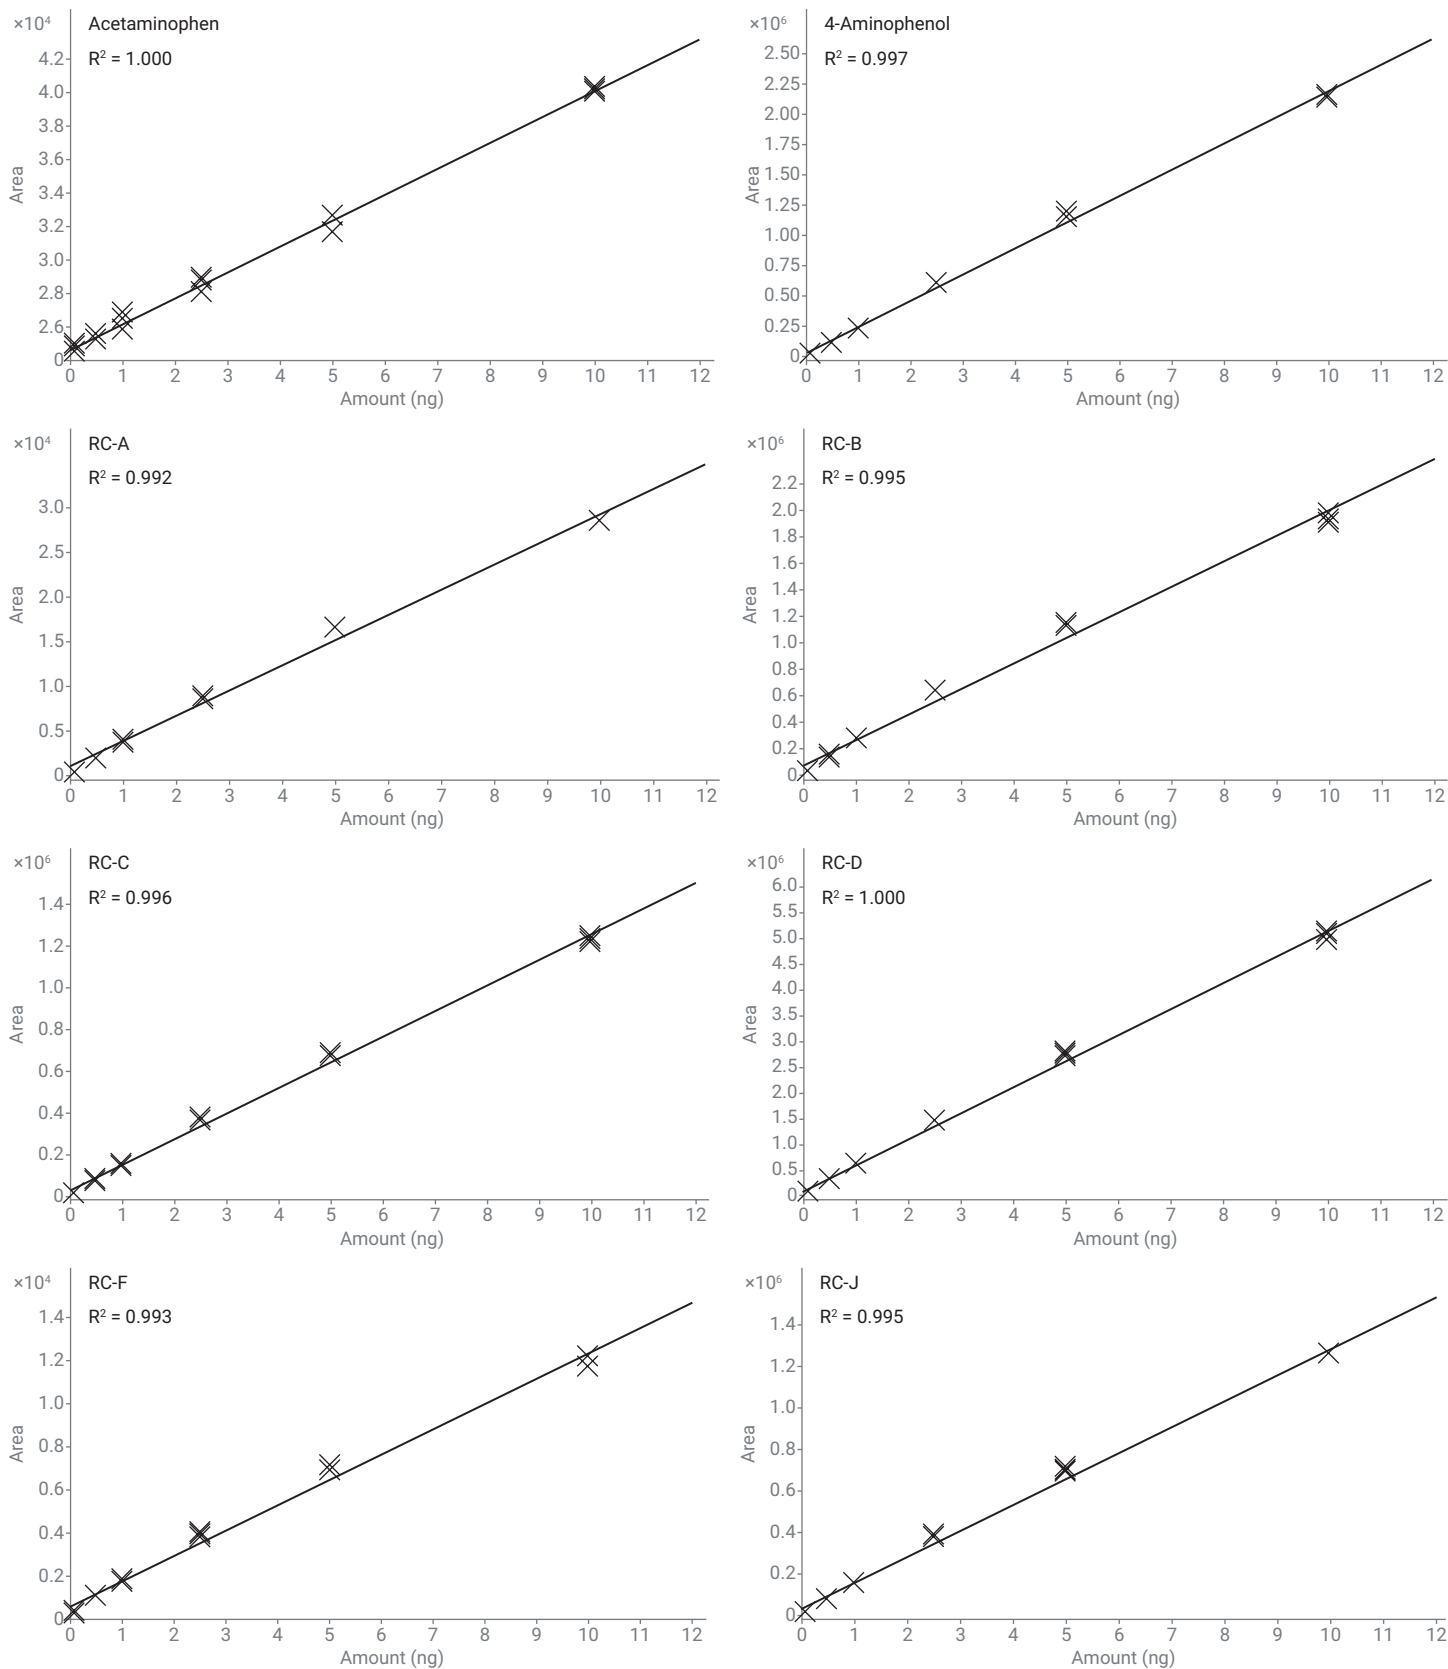 ×10⁴
Acetaminophen
R² = 1.000
4.2
4.0
3.8
3.6
3.4
3.2
3.0
2.8
2.6
0
Area
0 1 2 3 4 5 6 7 8 9 10 11 12
Amount (ng)
×10⁶
4-Aminophenol
R² = 0.997
2.50
2.25
2.00
1.75
1.50
1.25
1.00
0.75
0.50
0.25
0
Area
0 1 2 3 4 5 6 7 8 9 10 11 12
Amount (ng)
×10⁴
RC-A
R² = 0.992
3.0
2.5
2.0
1.5
1.0
0.5
0
Area
0 1 2 3 4 5 6 7 8 9 10 11 12
Amount (ng)
×10⁶
RC-B
R² = 0.995
2.2
2.0
1.8
1.6
1.4
1.2
1.0
0.8
0.6
0.4
0.2
0
Area
0 1 2 3 4 5 6 7 8 9 10 11 12
Amount (ng)
×10⁶
RC-C
R² = 0.996
1.4
1.2
1.0
0.8
0.6
0.4
0.2
0
Area
0 1 2 3 4 5 6 7 8 9 10 11 12
Amount (ng)
×10⁶
RC-D
R² = 1.000
6.0
5.5
5.0
4.5
4.0
3.5
3.0
2.5
2.0
1.5
1.0
0.5
0
Area
0 1 2 3 4 5 6 7 8 9 10 11 12
Amount (ng)
×10⁴
RC-F
R² = 0.993
1.4
1.2
1.0
0.8
0.6
0.4
0.2
0
Area
0 1 2 3 4 5 6 7 8 9 10 11 12
Amount (ng)
×10⁶
RC-J
R² = 0.995
1.4
1.2
1.0
0.8
0.6
0.4
0.2
0
Area
0 1 2 3 4 5 6 7 8 9 10 11 12
Amount (ng)